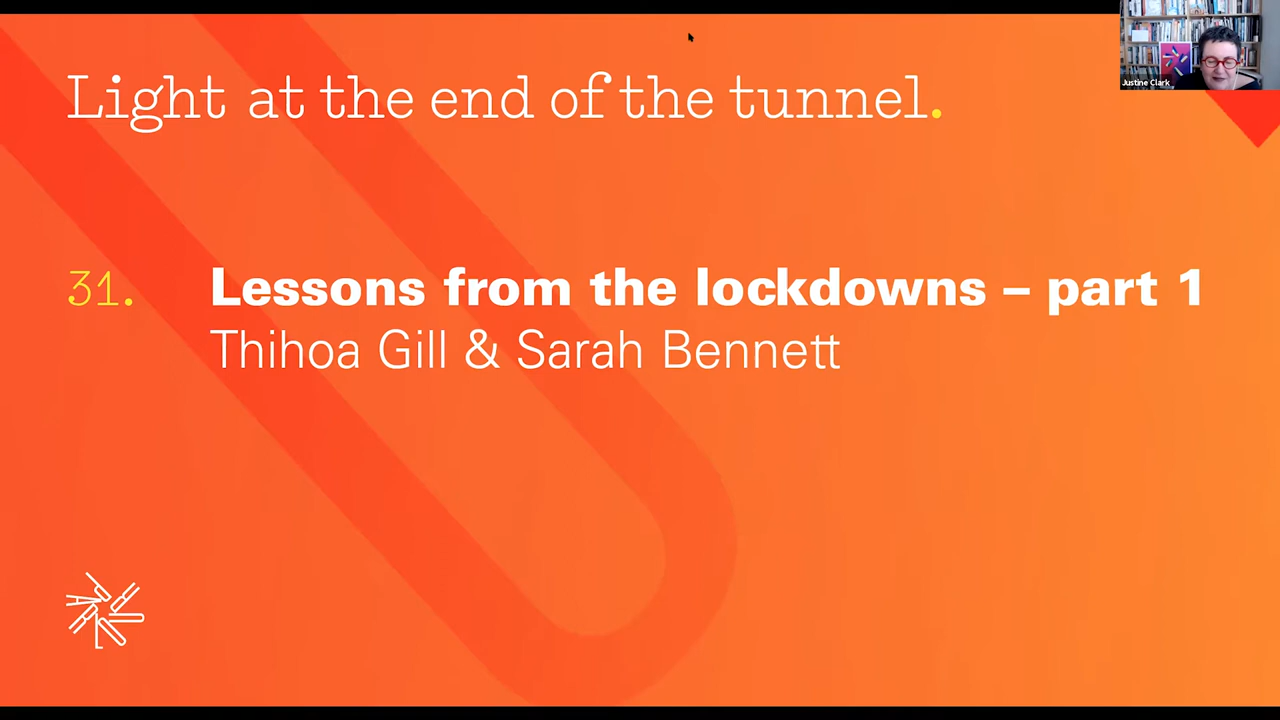 Light at the end of the tunnel.
Justine Clark
31. Lessons from the lockdowns – part 1
Thihoa Gill & Sarah Bennett